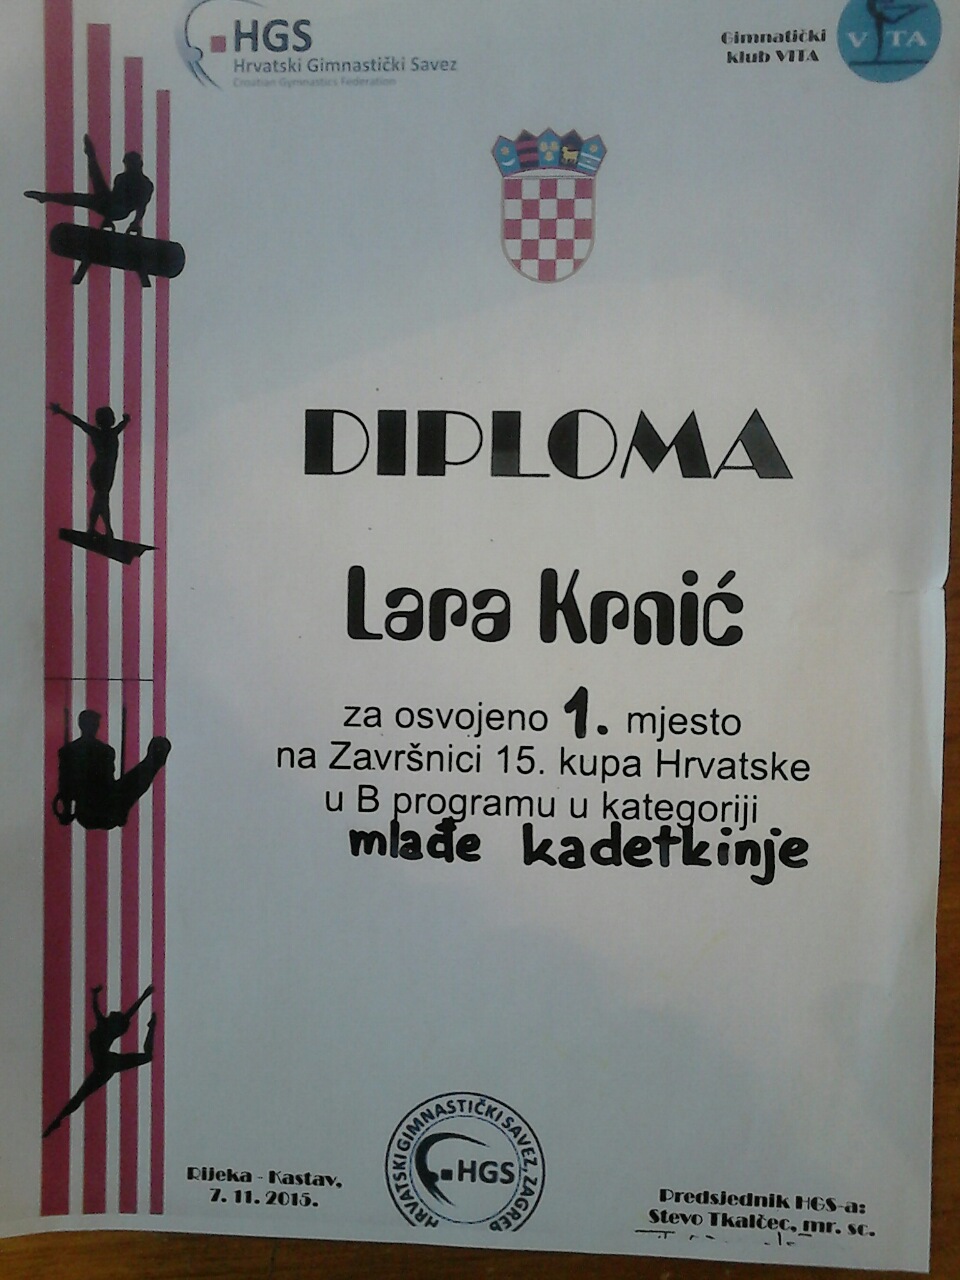 HGS
Hrvatski Gimnastički Savez
Croatian Gymnastics Federation
Gimnatički
klub VITA
VITA
DIPLOMA
Lara Krnić
za osvojeno 1. mjesto
na Završnici 15. kupa Hrvatske
u B programu u kategoriji
mlađe kadetkinje
HRVATSKI GIMNASTIČKI SAVEZ, ZAGREB
HGS
Rijeka - Kastav,
7. 11. 2015.
Predsjednik HGS-a:
Stevo Tkalčec, mr. sc.